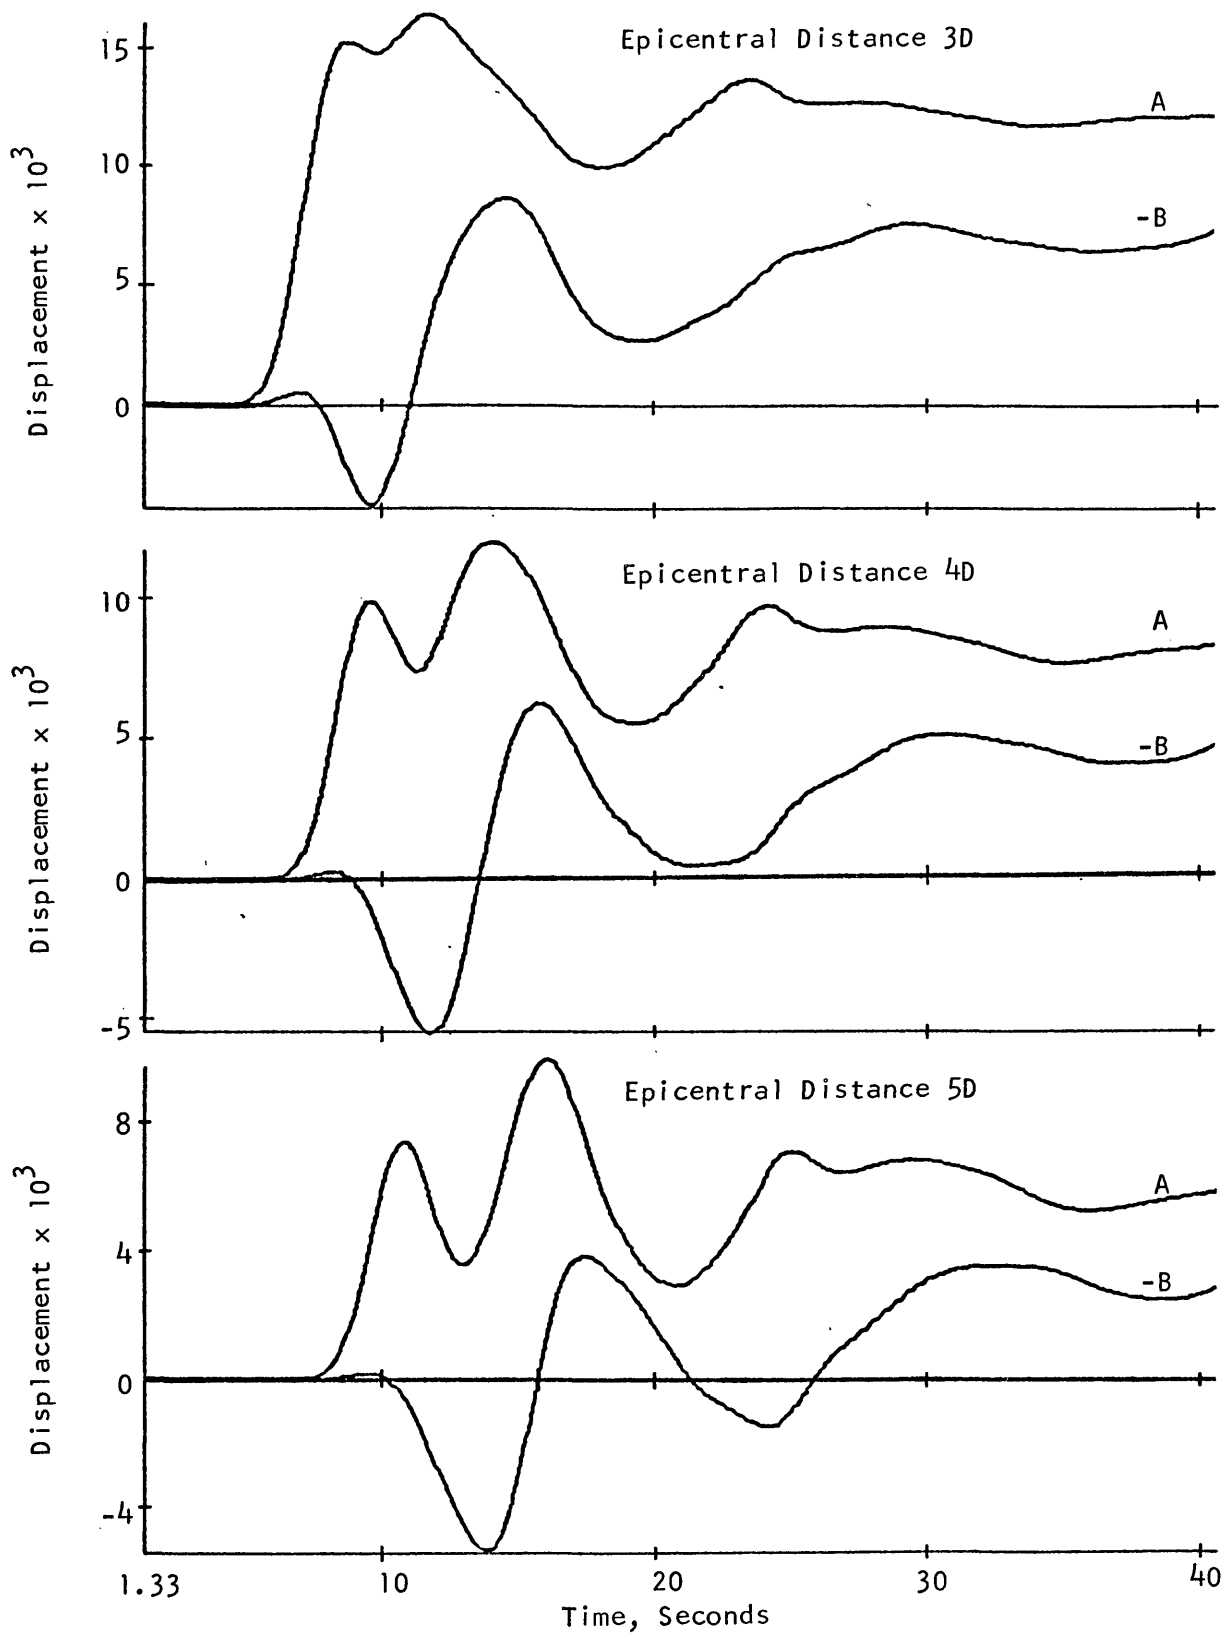 Epicentral Distance 3D
15
10
5
0
Displacement x 10³
A
-B
Epicentral Distance 4D
10
5
0
-5
Displacement x 10³
A
-B
Epicentral Distance 5D
8
4
0
-4
Displacement x 10³
A
-B
1.33 10 20 30 40
Time, Seconds